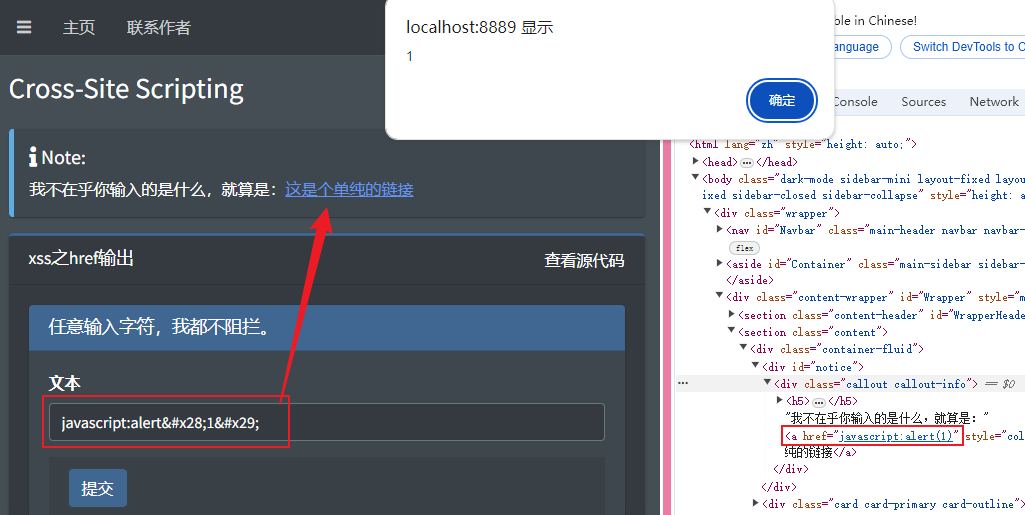 主页 联系作者
Cross-Site Scripting
Note:
我不在乎你输入的是什么，就算是：这是个单纯的链接
xss之href输出 查看源代码
任意输入字符，我都不阻拦。
文本
javascript:alert&#x28;1&#x29;
提交
localhost:8889 显示
1
确定
ble in Chinese!
anguage Switch DevTools to C
Console Sources Network
<html lang="zh" style="height: auto;">
<head> … </head>
<body class="dark-mode sidebar-mini layout-fixed layou
ixed sidebar-closed sidebar-collapse" style="height: a
<div class="wrapper">
<nav id="Navbar" class="main-header navbar navbar-
flex
<aside id="Container" class="main-sidebar sidebar-
</aside>
<div class="content-wrapper" id="Wrapper" style="m
<section class="content-header" id="WrapperHeade
<section class="content">
<div class="container-fluid">
<div id="notice">
… <div class="callout callout-info"> == $0
<h5> … </h5>
"我不在乎你输入的是什么，就算是："
<a href="javascript:alert(1)" style="col
纯的链接</a>
</div>
</div>
<div class="card card-primary card-outline">